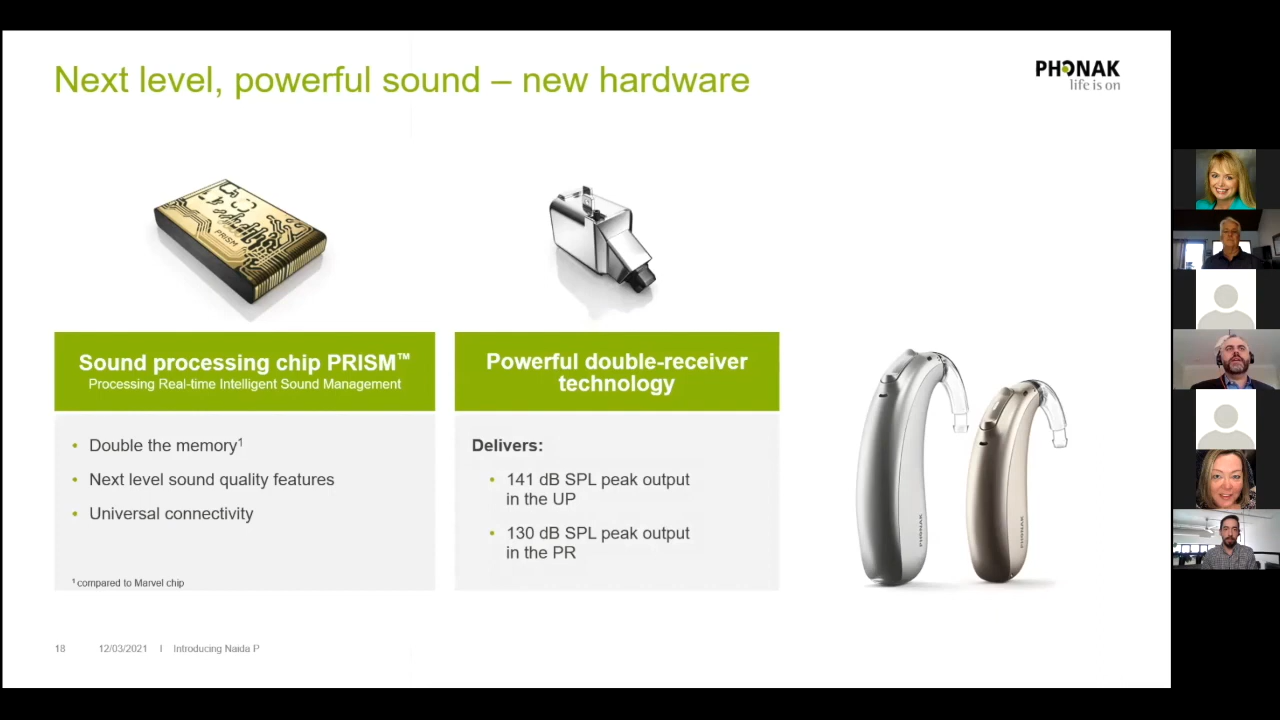 Next level, powerful sound – new hardware
PHONAK
life is on
PRISM
Sound processing chip PRISM™
Processing Real-time Intelligent Sound Management
• Double the memory¹
• Next level sound quality features
• Universal connectivity
¹ compared to Marvel chip
Powerful double-receiver
technology
Delivers:
• 141 dB SPL peak output
in the UP
• 130 dB SPL peak output
in the PR
PHONAK
PHONAK
18 12/03/2021 I Introducing Naida P